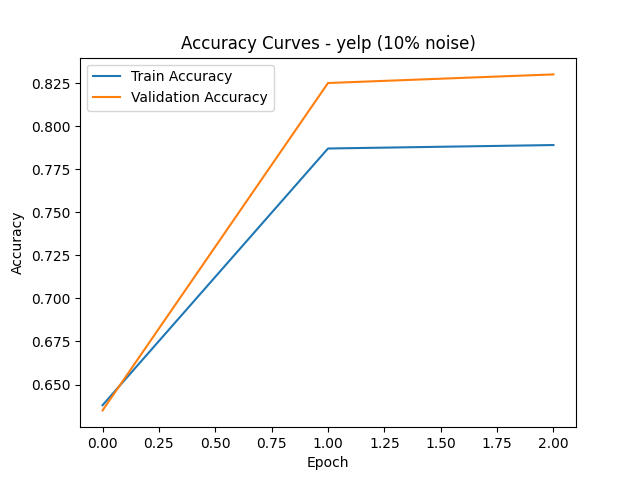 Accuracy Curves - yelp (10% noise)
Train Accuracy
Validation Accuracy
0.825
0.800
0.775
0.750
0.725
0.700
0.675
0.650
Accuracy
0.00 0.25 0.50 0.75 1.00 1.25 1.50 1.75 2.00
Epoch